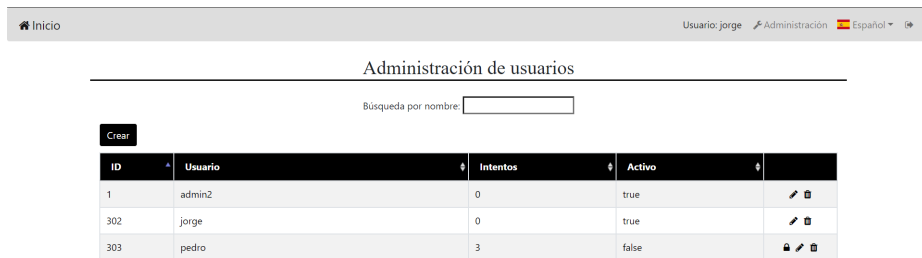 Inicio Usuario: jorge Administración Español
Administración de usuarios
Búsqueda por nombre:
Crear
ID Usuario Intentos Activo
1 admin2 0 true
302 jorge 0 true
303 pedro 3 false